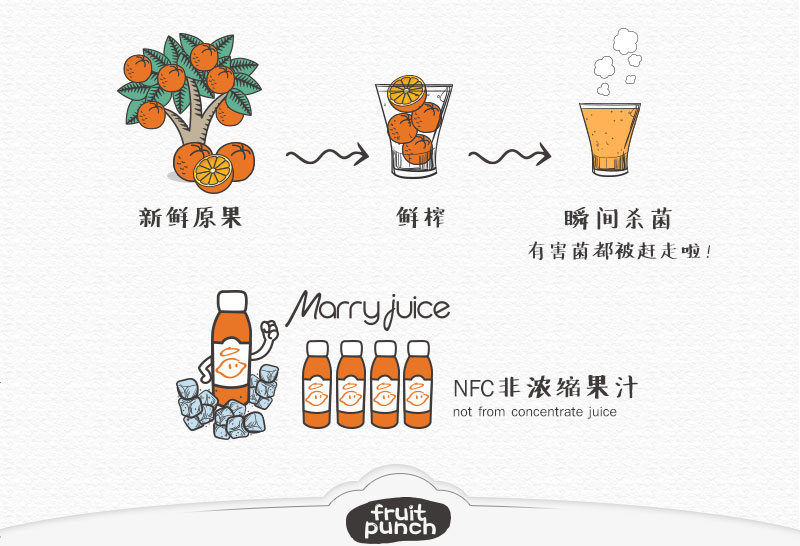 新鲜原果
鲜榨
瞬间杀菌
有害菌都被赶走啦!
Marry juice
NFC非浓缩果汁
not from concentrate juice
fruit
punch